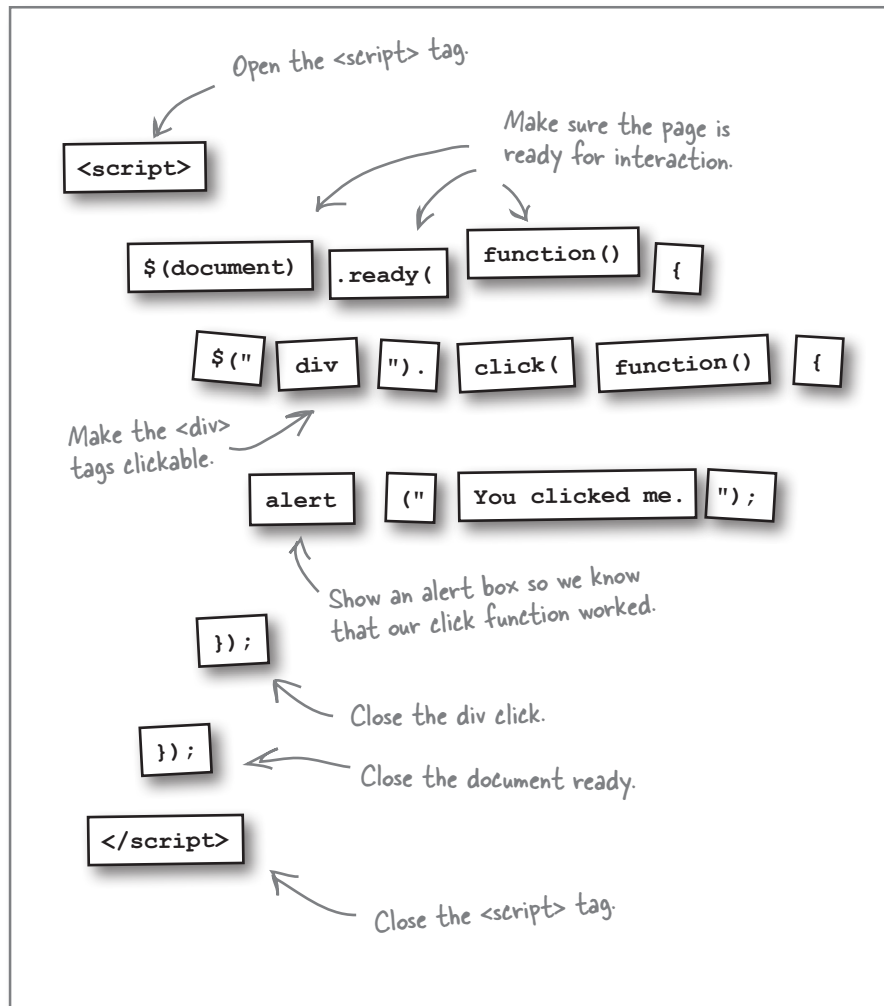 Open the <script> tag.
<script>
Make sure the page is
ready for interaction.
$(document) .ready( function() {
$(" div "). click( function() {
Make the <div>
tags clickable.
alert (" You clicked me. ");
Show an alert box so we know
that our click function worked.
});
Close the div click.
});
Close the document ready.
</script>
Close the <script> tag.